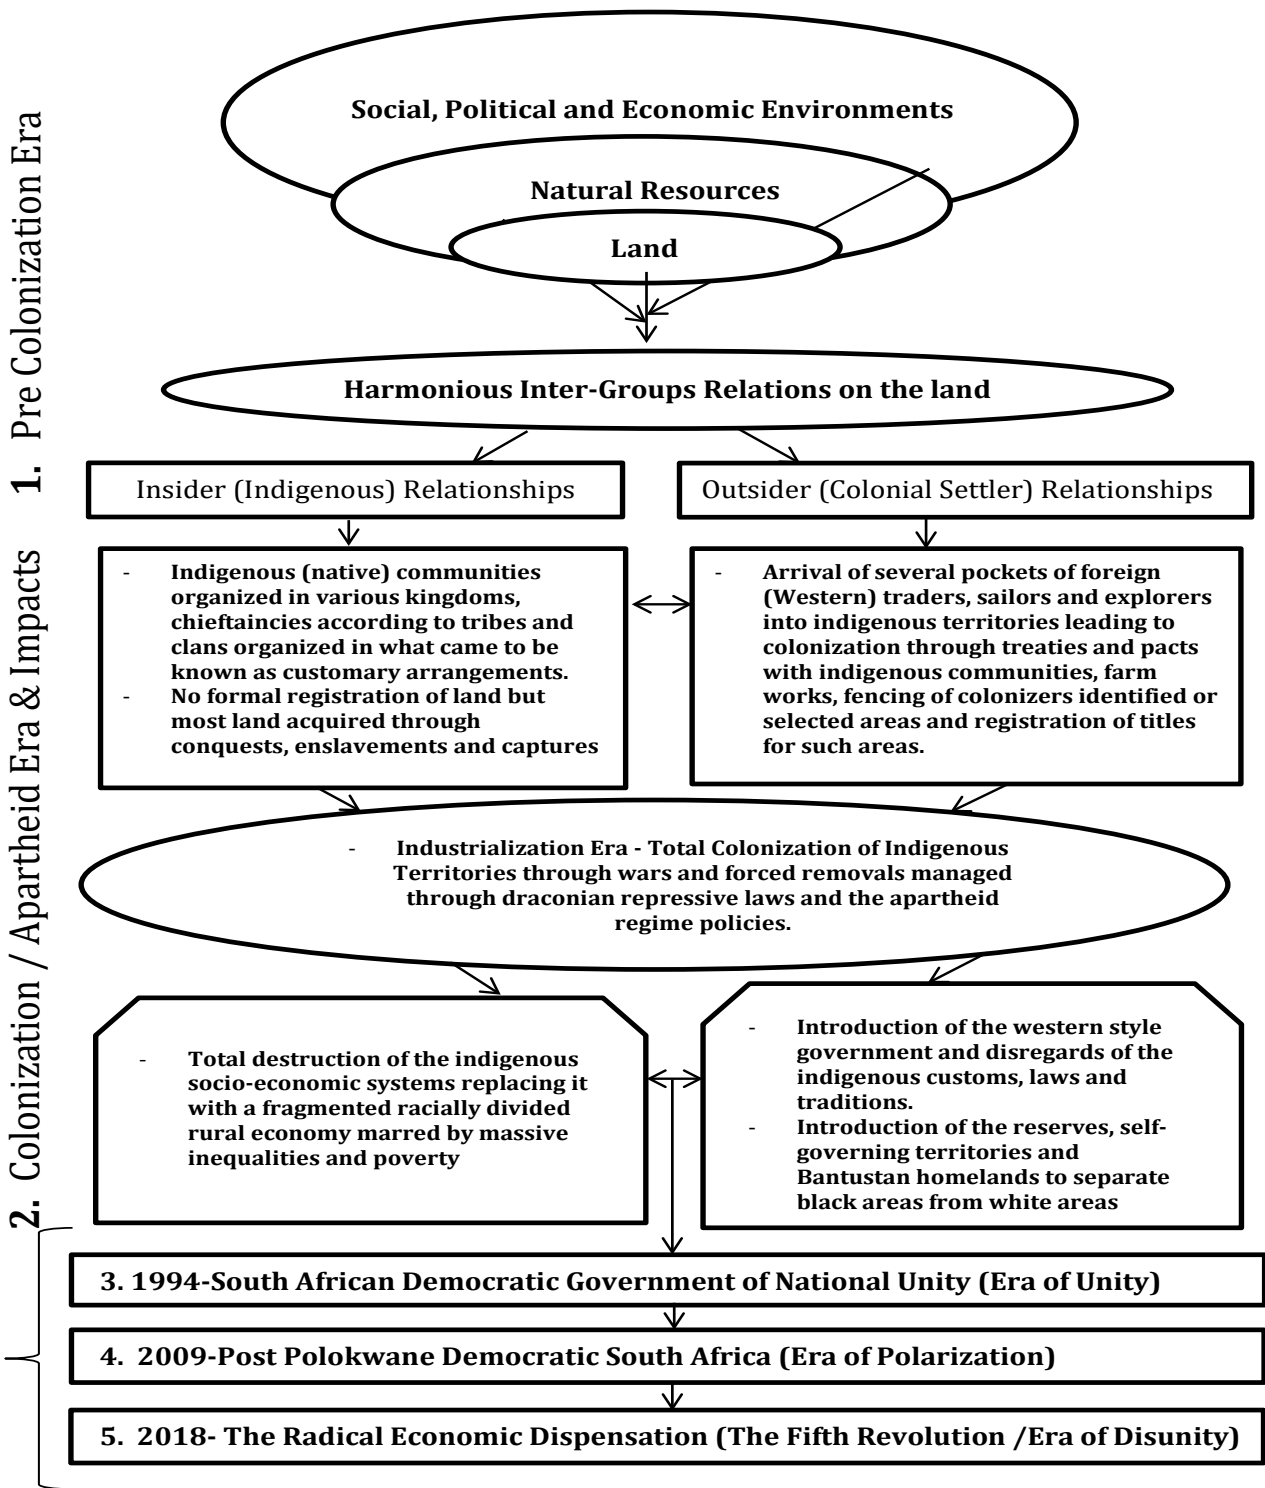 Social, Political and Economic Environments
Natural Resources
Land
Harmonious Inter-Groups Relations on the land
1. Pre Colonization Era
Insider (Indigenous) Relationships
Outsider (Colonial Settler) Relationships
- Indigenous (native) communities
organized in various kingdoms,
chieftaincies according to tribes and
clans organized in what came to be
known as customary arrangements.
- No formal registration of land but
most land acquired through
conquests, enslavements and captures
- Arrival of several pockets of foreign
(Western) traders, sailors and explorers
into indigenous territories leading to
colonization through treaties and pacts
with indigenous communities, farm
works, fencing of colonizers identified or
selected areas and registration of titles
for such areas.
2. Colonization / Apartheid Era & Impacts
- Industrialization Era - Total Colonization of Indigenous
Territories through wars and forced removals managed
through draconian repressive laws and the apartheid
regime policies.
- Total destruction of the indigenous
socio-economic systems replacing it
with a fragmented racially divided
rural economy marred by massive
inequalities and poverty
- Introduction of the western style
government and disregards of the
indigenous customs, laws and
traditions.
- Introduction of the reserves, self-
governing territories and
Bantustan homelands to separate
black areas from white areas
3. 1994-South African Democratic Government of National Unity (Era of Unity)
4. 2009-Post Polokwane Democratic South Africa (Era of Polarization)
5. 2018- The Radical Economic Dispensation (The Fifth Revolution /Era of Disunity)